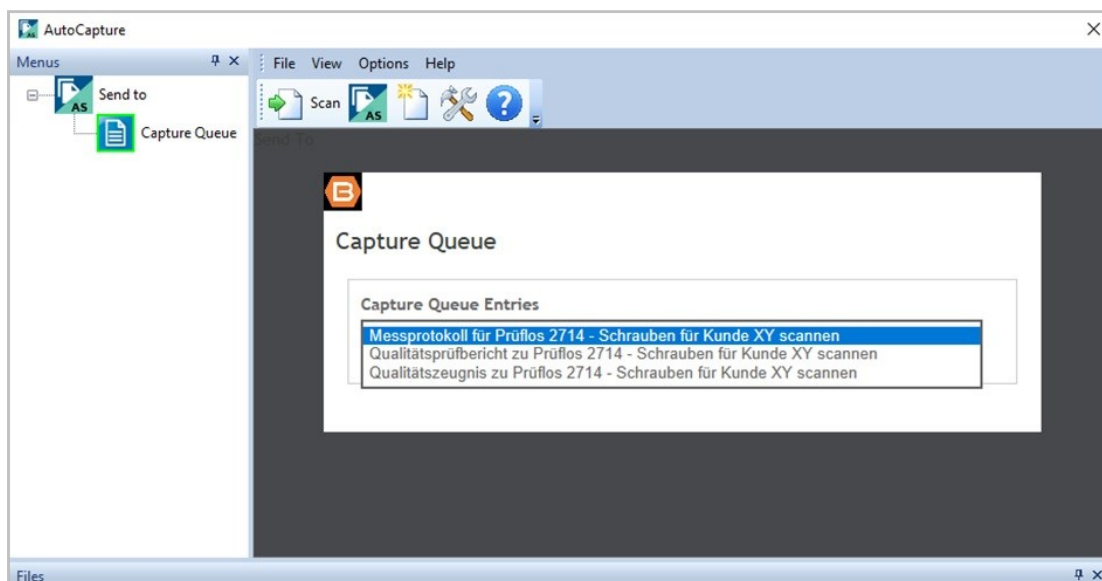 AutoCapture
Menus
File View Options Help
AS Send to
Capture Queue
Scan AS
Send To
B
Capture Queue
Capture Queue Entries
Messprotokoll für Prüflos 2714 - Schrauben für Kunde XY scannen
Qualitätsprüfbericht zu Prüflos 2714 - Schrauben für Kunde XY scannen
Qualitätszeugnis zu Prüflos 2714 - Schrauben für Kunde XY scannen
Files